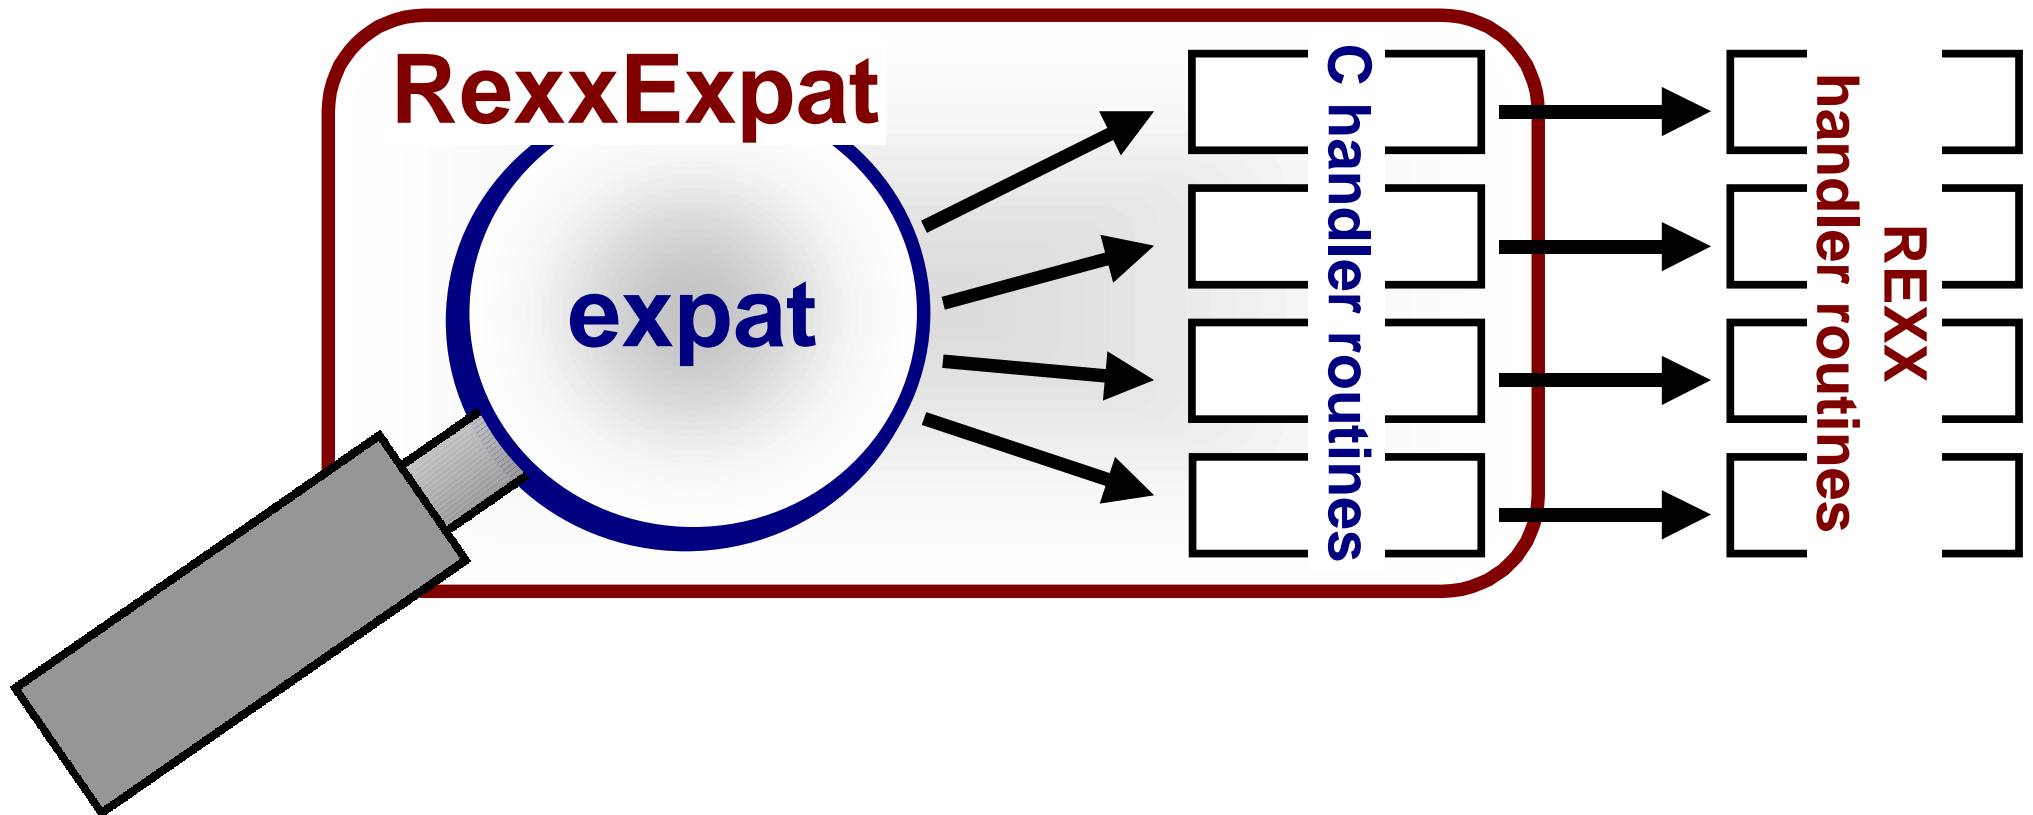 RexxExpat
expat
C handler routines
REXX
handler routines